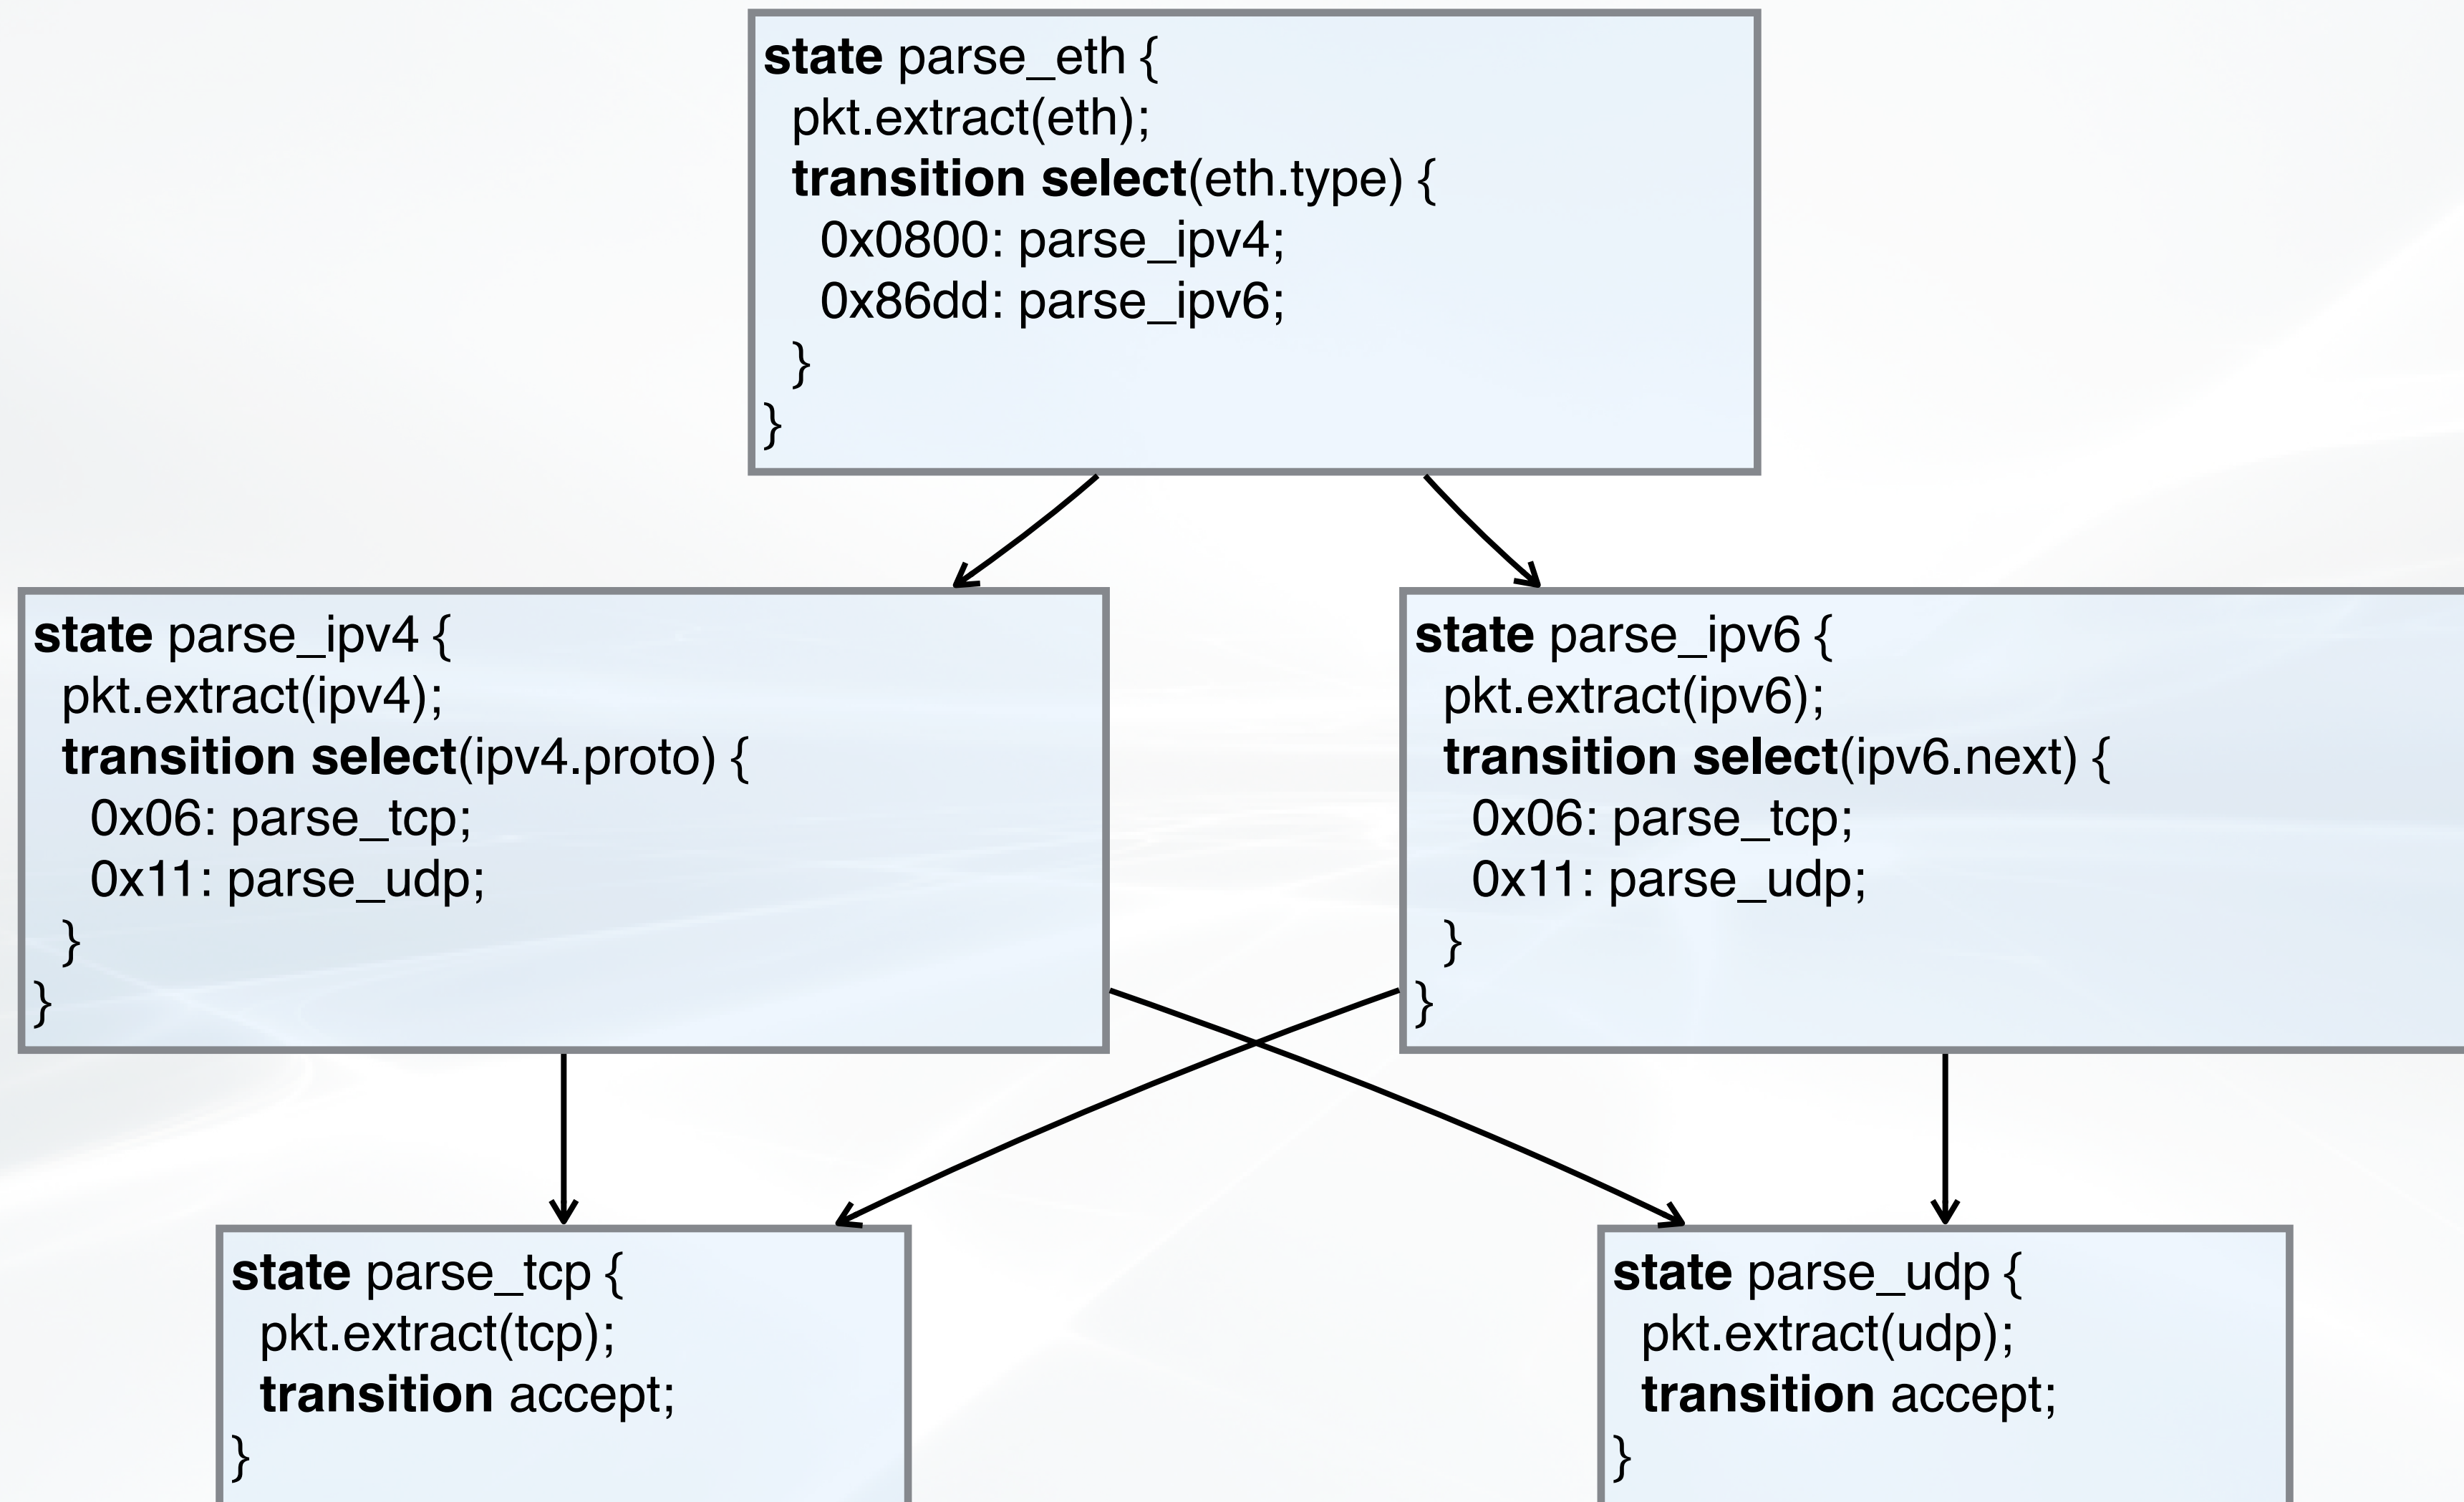 state parse_eth {
pkt.extract(eth);
transition select(eth.type) {
0x0800: parse_ipv4;
0x86dd: parse_ipv6;
}
}
state parse_ipv4 {
pkt.extract(ipv4);
transition select(ipv4.proto) {
0x06: parse_tcp;
0x11: parse_udp;
}
}
state parse_ipv6 {
pkt.extract(ipv6);
transition select(ipv6.next) {
0x06: parse_tcp;
0x11: parse_udp;
}
}
state parse_tcp {
pkt.extract(tcp);
transition accept;
}
state parse_udp {
pkt.extract(udp);
transition accept;
}